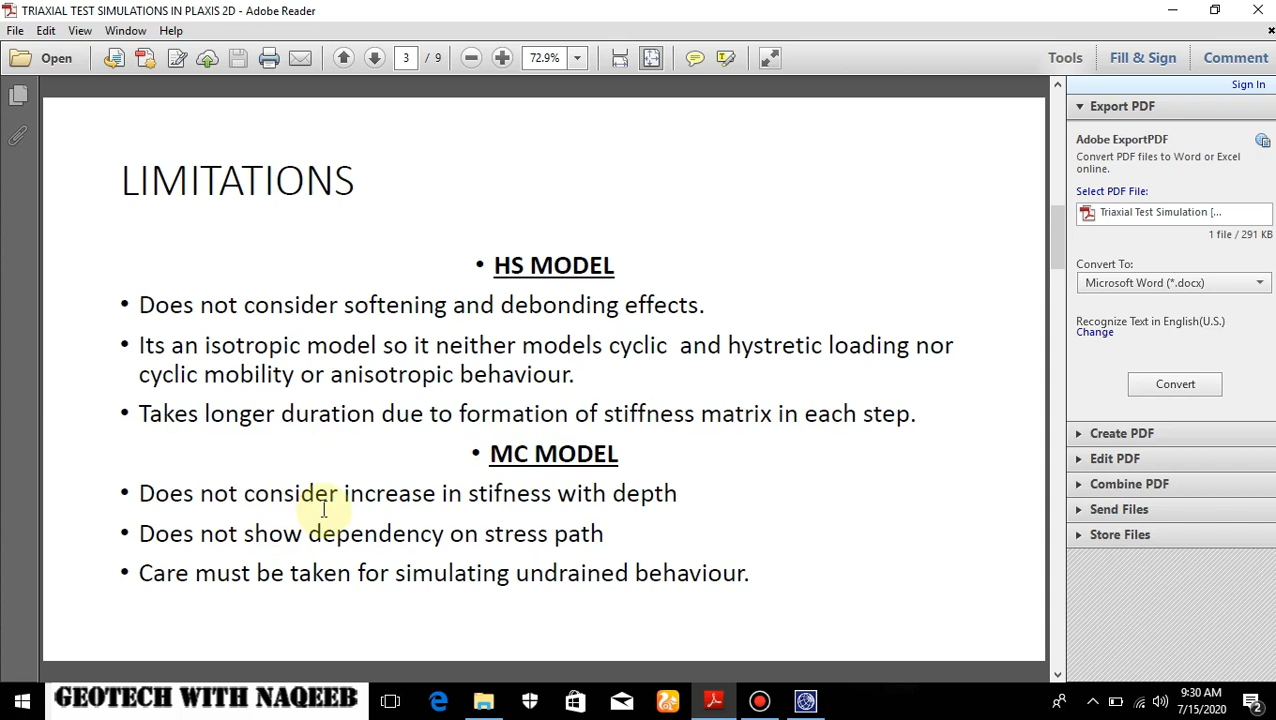 TRIAXIAL TEST SIMULATIONS IN PLAXIS 2D - Adobe Reader
File Edit View Window Help
Open 3 / 9 72.9% Tools Fill & Sign Comment
Sign In
Export PDF
Adobe ExportPDF
Convert PDF files to Word or Excel
online.
Select PDF File:
Triaxial Test Simulation [...
1 file / 291 KB
Convert To:
Microsoft Word (*.docx)
Recognize Text in English(U.S.)
Change
Convert
Create PDF
Edit PDF
Combine PDF
Send Files
Store Files
LIMITATIONS
• HS MODEL
• Does not consider softening and debonding effects.
• Its an isotropic model so it neither models cyclic and hystretic loading nor
cyclic mobility or anisotropic behaviour.
• Takes longer duration due to formation of stiffness matrix in each step.
• MC MODEL
• Does not consider increase in stifness with depth
• Does not show dependency on stress path
• Care must be taken for simulating undrained behaviour.
GEOTECH WITH NAQEEB
9:30 AM
7/15/2020
2